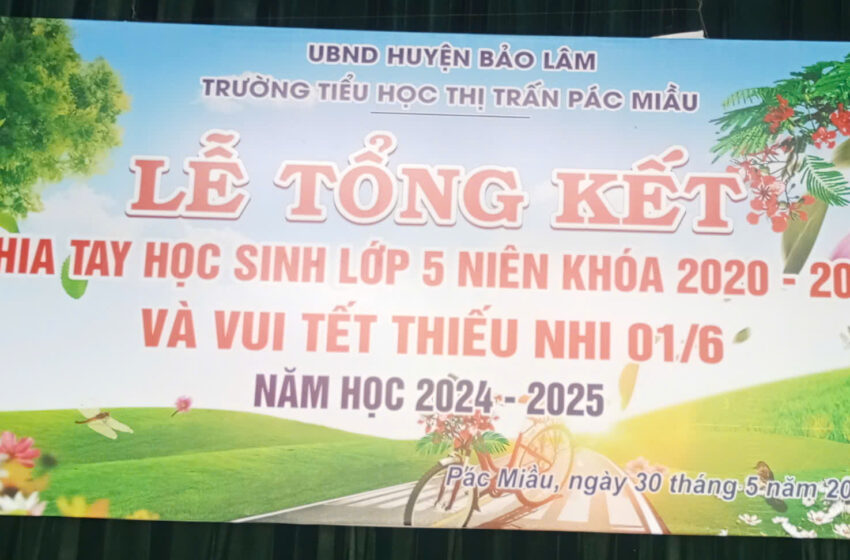 UBND HUYỆN BẢO LÂM
TRƯỜNG TIỂU HỌC THỊ TRẤN PÁC MIẦU
LỄ TỔNG KẾT
HIA TAY HỌC SINH LỚP 5 NIÊN KHÓA 2020 - 20
VÀ VUI TẾT THIẾU NHI 01/6
NĂM HỌC 2024 - 2025
Pác Miầu, ngày 30 tháng 5 năm 20